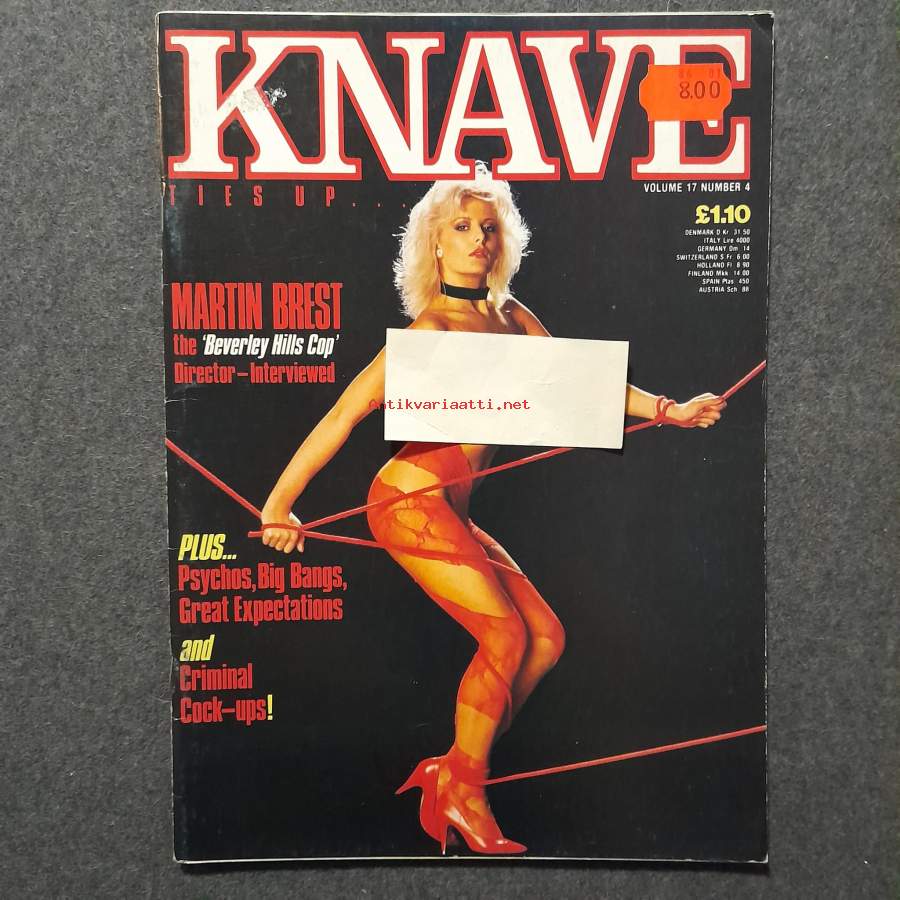 KNAVE
8.00
TIES UP....
VOLUME 17 NUMBER 4
£1.10
DENMARK D Kr 31 50
ITALY Lire 4000
GERMANY Dm 14
SWITZERLAND S Fr 6 00
HOLLAND Fl 8 90
FINLAND Mkk 14 00
SPAIN Ptas 450
AUSTRIA Sch 88
MARTIN BREST
the 'Beverley Hills Cop'
Director–Interviewed
Antikvariaatti.net
PLUS...
Psychos, Big Bangs,
Great Expectations
and
Criminal
Cock–ups!